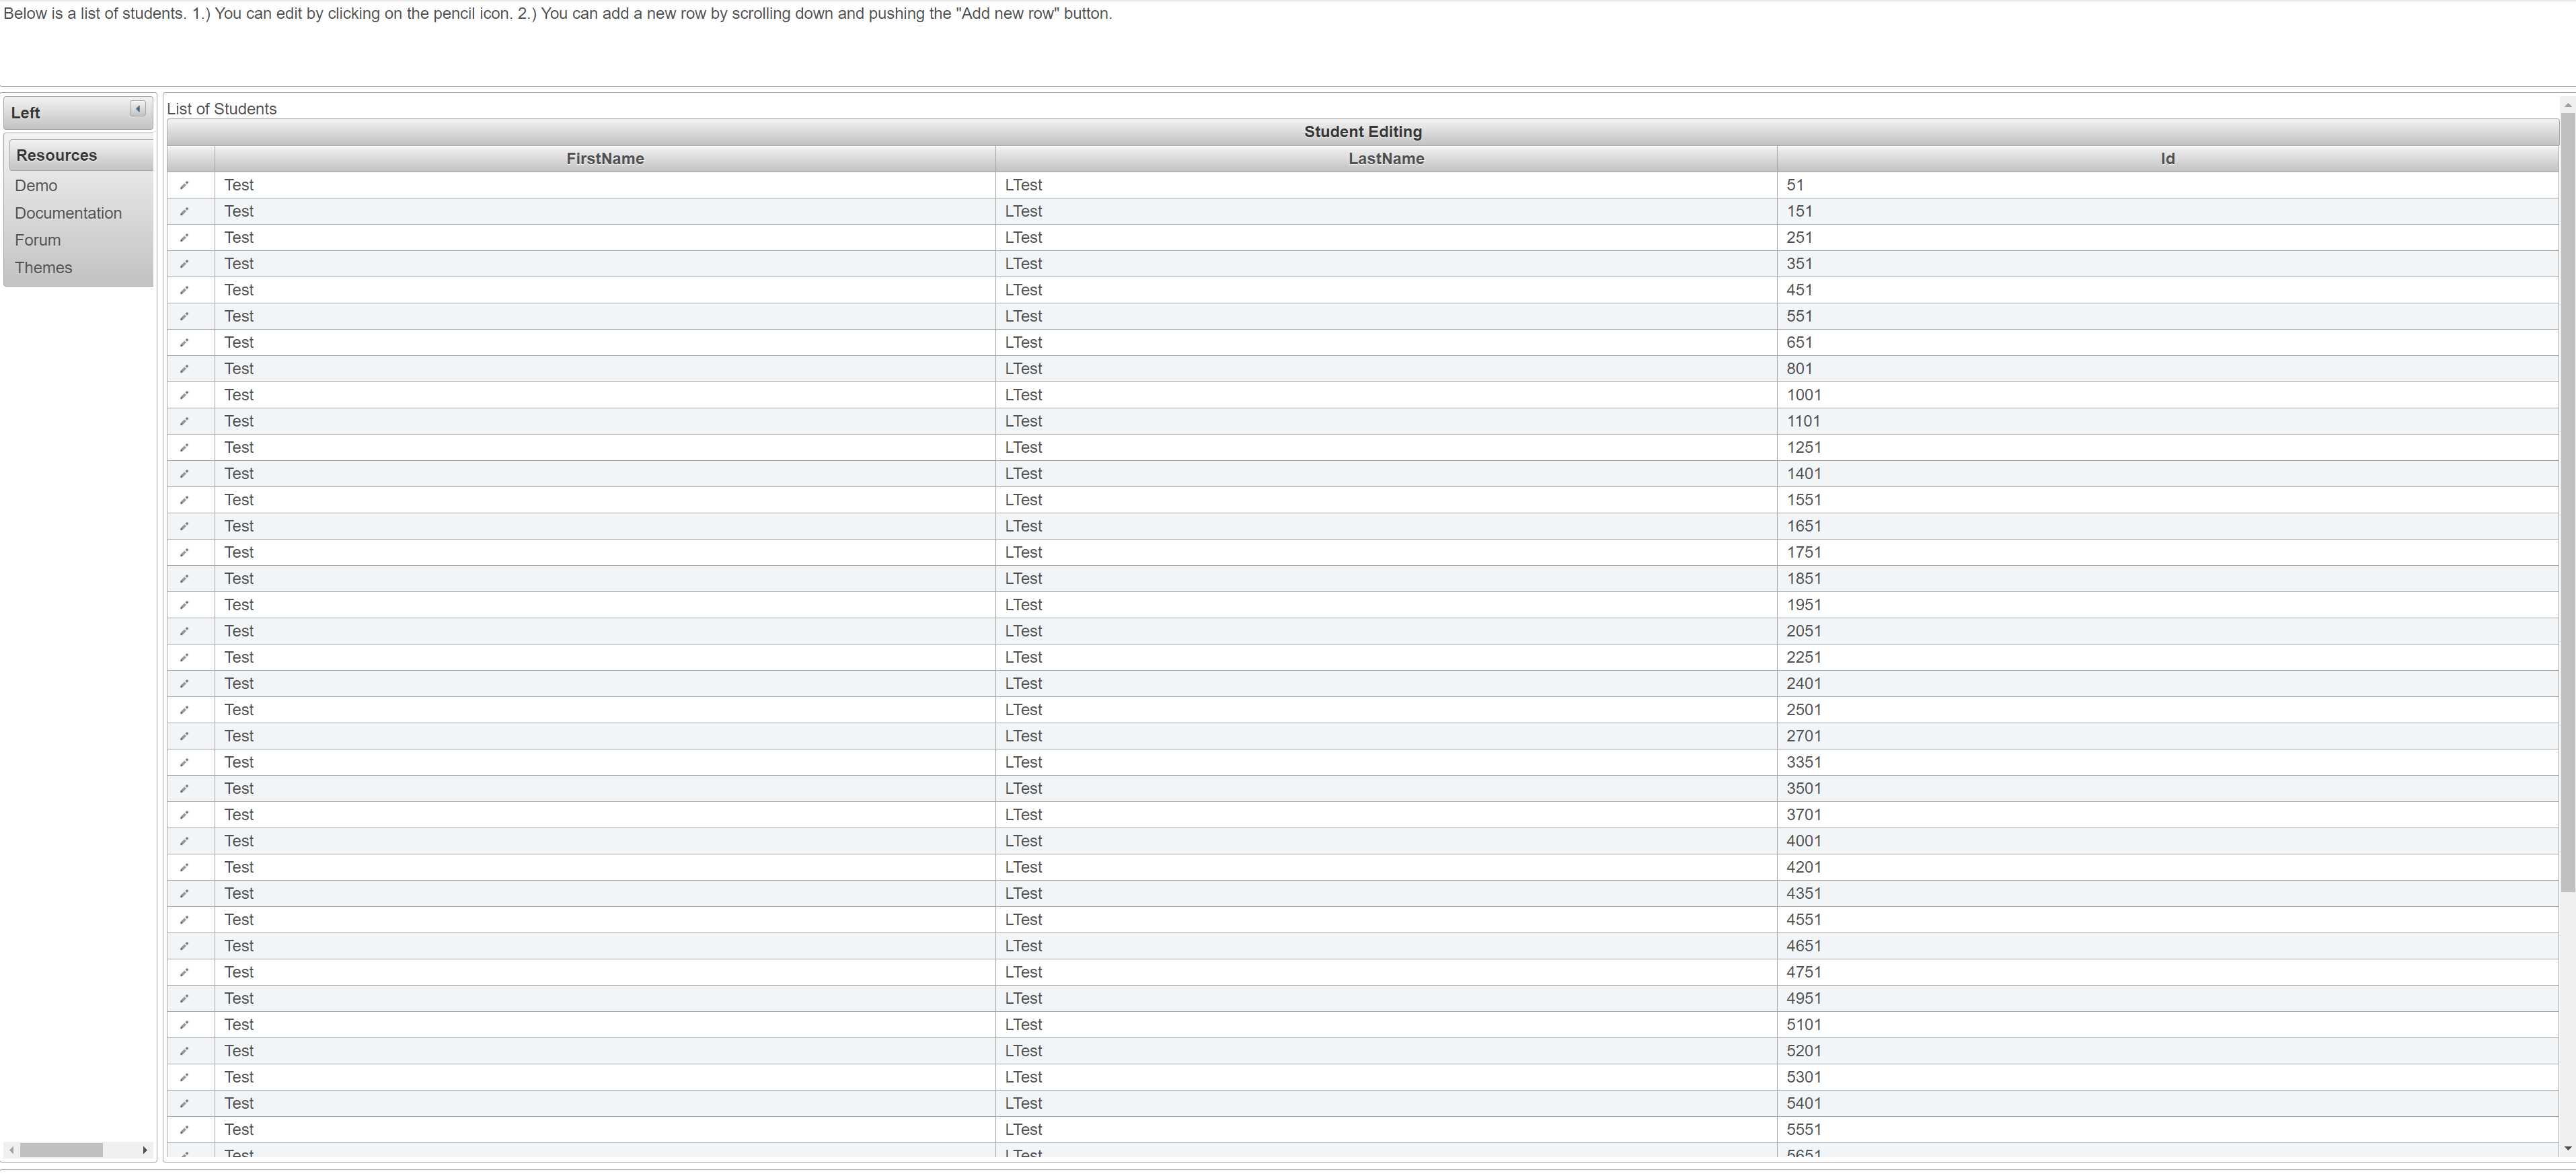 Below is a list of students. 1.) You can edit by clicking on the pencil icon. 2.) You can add a new row by scrolling down and pushing the "Add new row" button.
Left
Resources
Demo
Documentation
Forum
Themes
List of Students
Student Editing
FirstName LastName Id
Test LTest 51
Test LTest 151
Test LTest 251
Test LTest 351
Test LTest 451
Test LTest 551
Test LTest 651
Test LTest 801
Test LTest 1001
Test LTest 1101
Test LTest 1251
Test LTest 1401
Test LTest 1551
Test LTest 1651
Test LTest 1751
Test LTest 1851
Test LTest 1951
Test LTest 2051
Test LTest 2251
Test LTest 2401
Test LTest 2501
Test LTest 2701
Test LTest 3351
Test LTest 3501
Test LTest 3701
Test LTest 4001
Test LTest 4201
Test LTest 4351
Test LTest 4551
Test LTest 4651
Test LTest 4751
Test LTest 4951
Test LTest 5101
Test LTest 5201
Test LTest 5301
Test LTest 5401
Test LTest 5551
Test LTest 5651